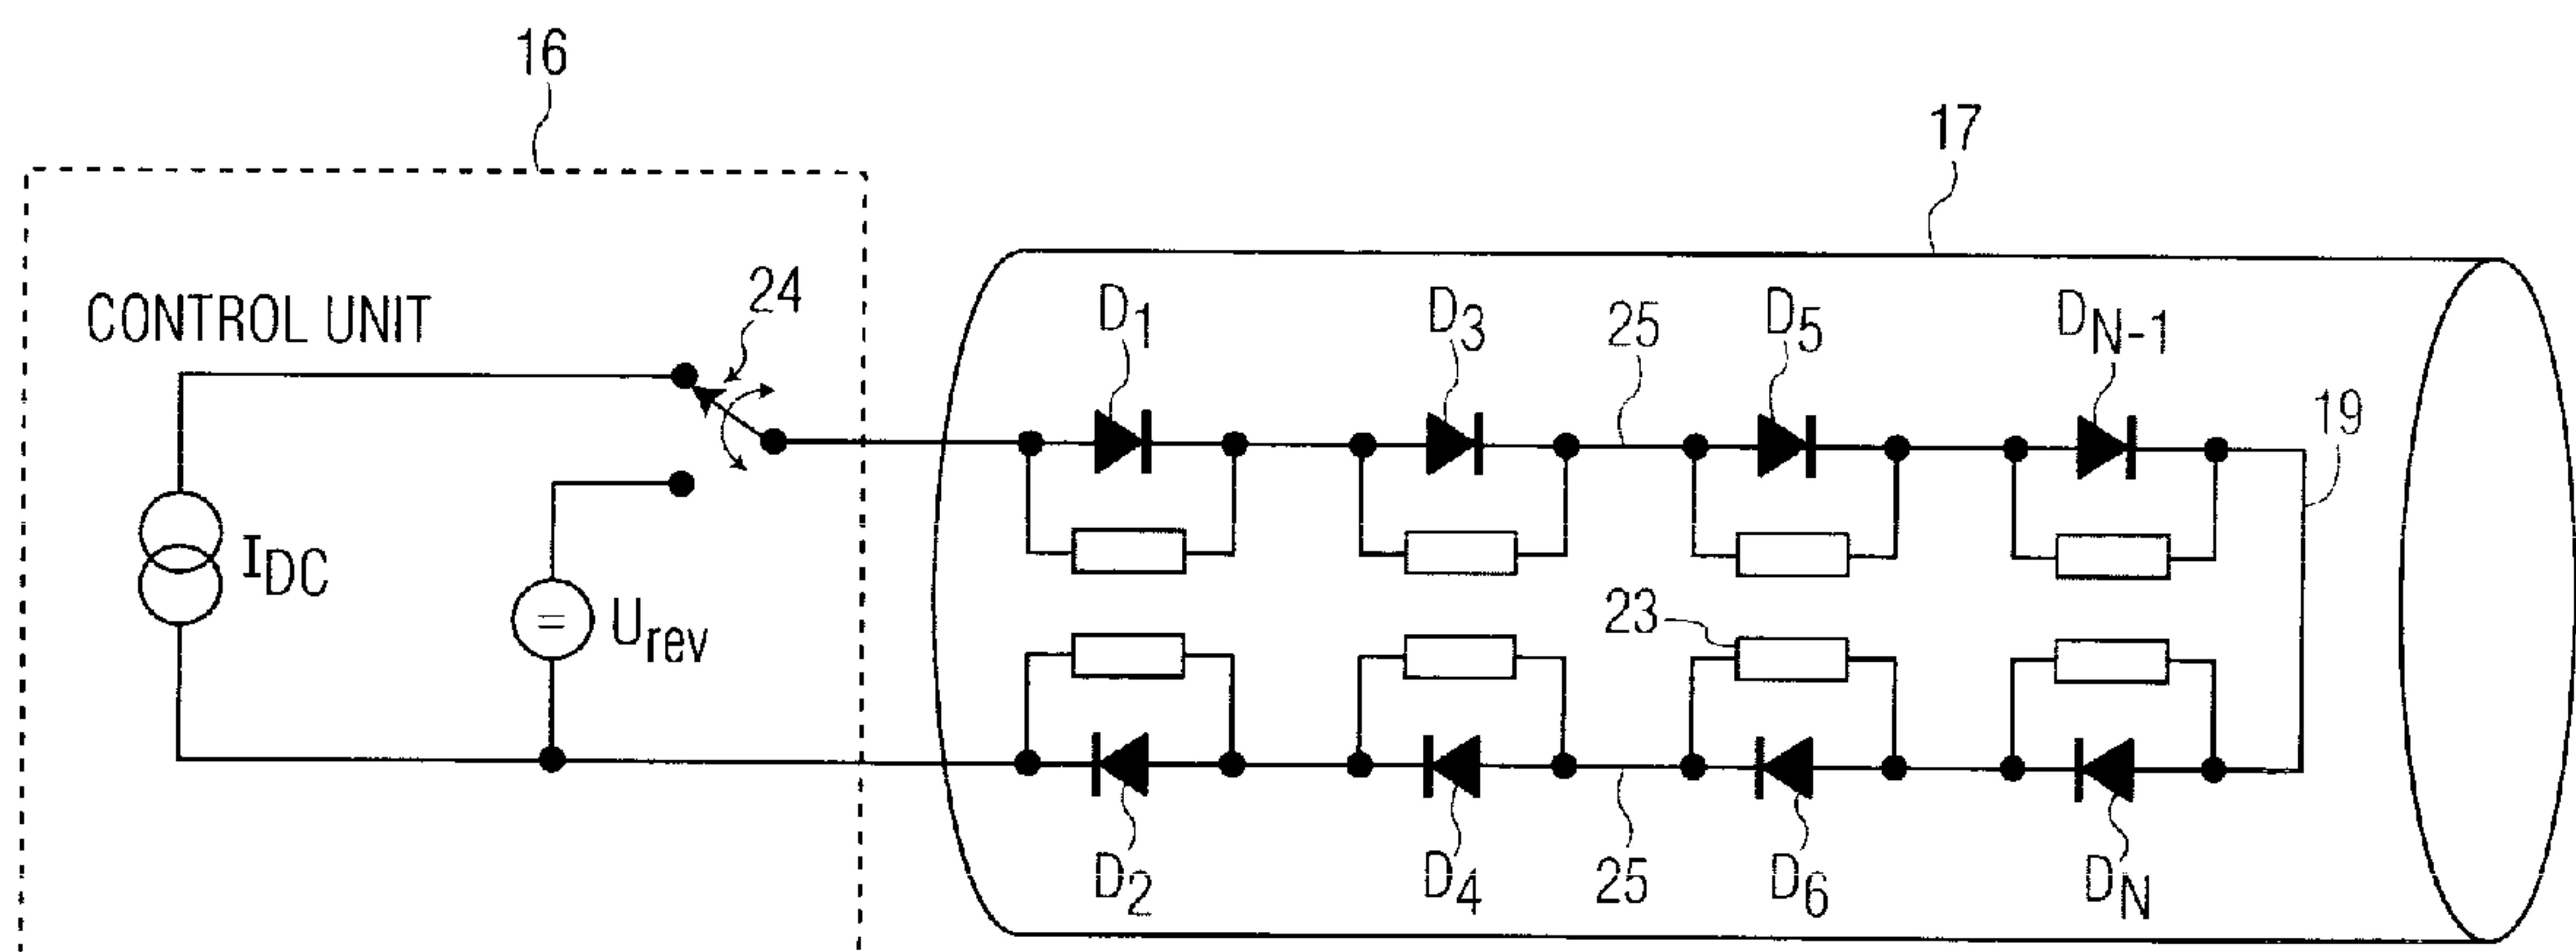 16
17
CONTROL UNIT
24
D1
D3
25
D5
DN-1
19
IDC
=
Urev
23
D2
D4
25
D6
DN